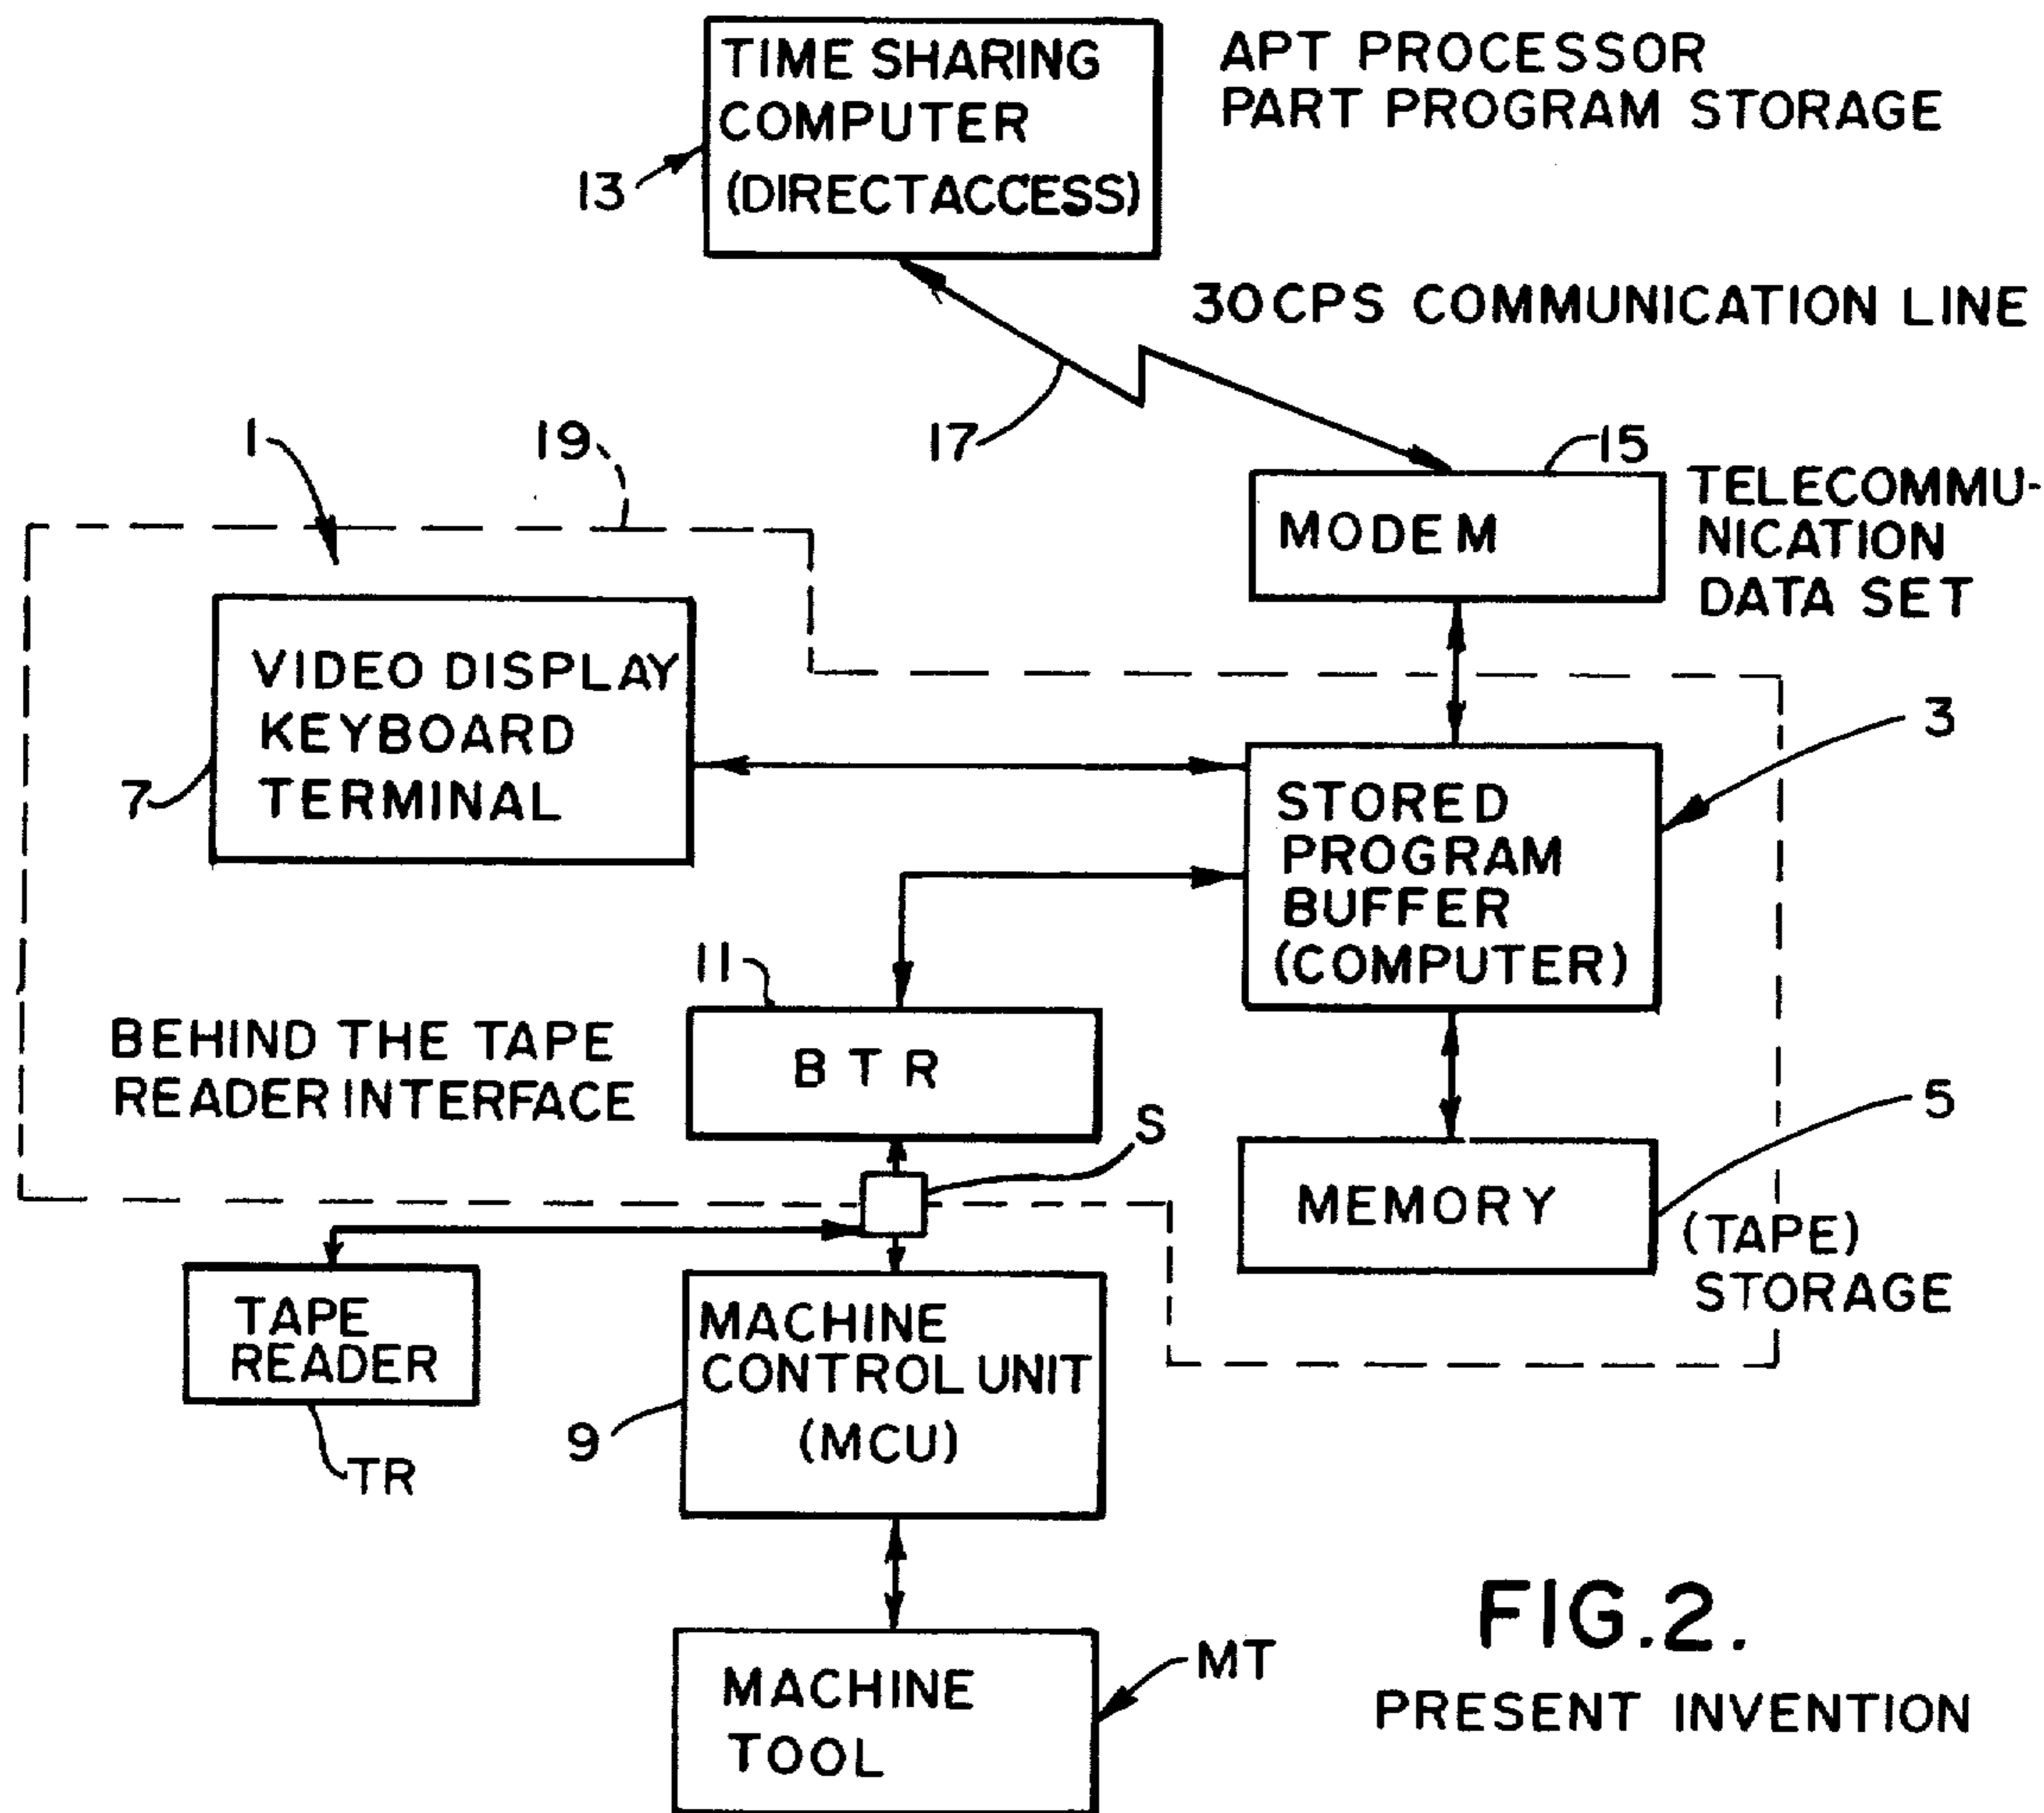 TIME SHARING
COMPUTER
(DIRECTACCESS)
13
APT PROCESSOR
PART PROGRAM STORAGE
30CPS COMMUNICATION LINE
17
1
19
15
MODEM
TELECOMMU-
NICATION
DATA SET
VIDEO DISPLAY
KEYBOARD
TERMINAL
7
3
STORED
PROGRAM
BUFFER
(COMPUTER)
11
BTR
BEHIND THE TAPE
READER INTERFACE
S
5
MEMORY
(TAPE)
STORAGE
TAPE
READER
TR
MACHINE
CONTROL UNIT
(MCU)
9
MACHINE
TOOL
MT
FIG.2.
PRESENT INVENTION